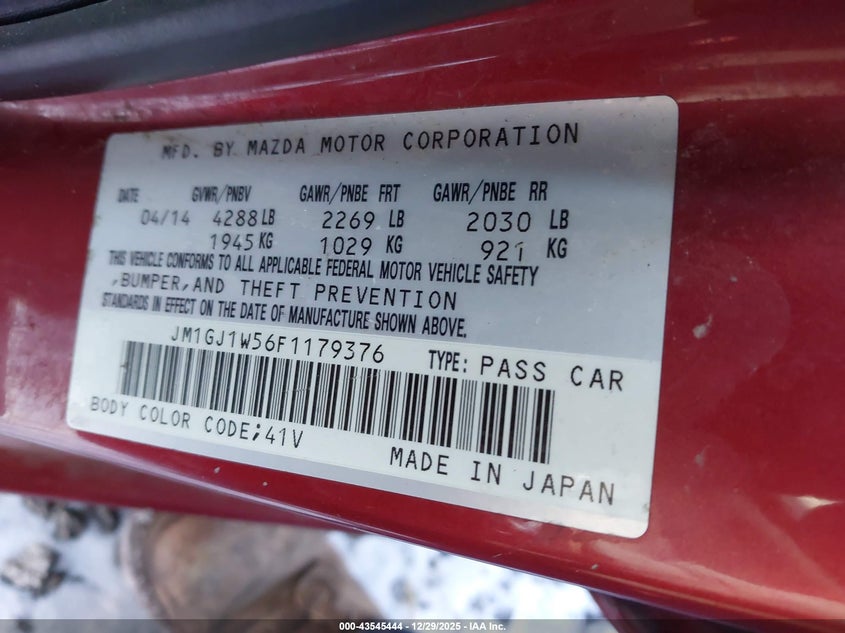 MFD. BY MAZDA MOTOR CORPORATION
DATE GVWR/PNBV GAWR/PNBE FRT GAWR/PNBE RR
04/14 4288 LB 2269 LB 2030 LB
1945 KG 1029 KG 921 KG
THIS VEHICLE CONFORMS TO ALL APPLICABLE FEDERAL MOTOR VEHICLE SAFETY
,BUMPER,AND THEFT PREVENTION
STANDARDS IN EFFECT ON THE DATE OF MANUFACTURE SHOWN ABOVE.
JM1GJ1W56F1179376 TYPE: PASS CAR
BODY COLOR CODE;41V
MADE IN JAPAN
000-43545444 - 12/29/2025 - IAA Inc.